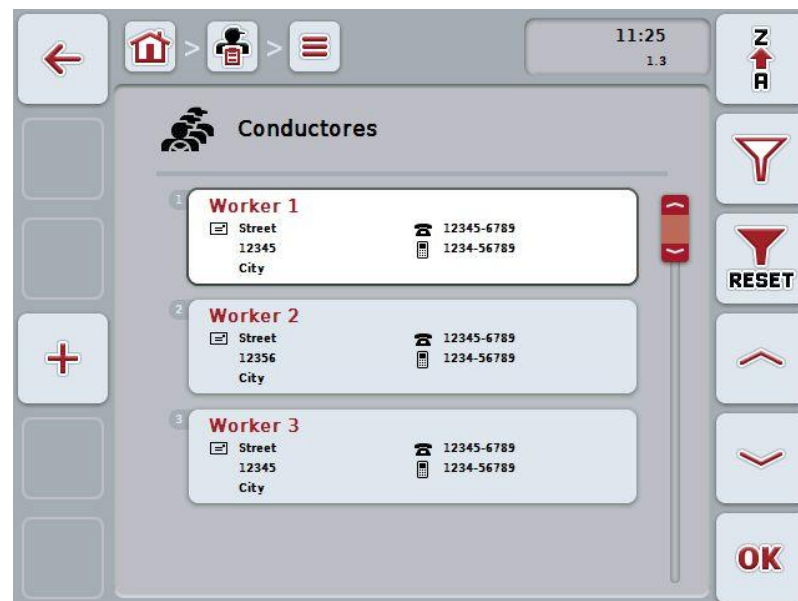 11:25
1.3
Z
A
Conductores
1
Worker 1
Street
12345-6789
12345
1234-56789
City
RESET
2
Worker 2
Street
12345-6789
12356
1234-56789
City
3
Worker 3
Street
12345-6789
12345
1234-56789
City
OK